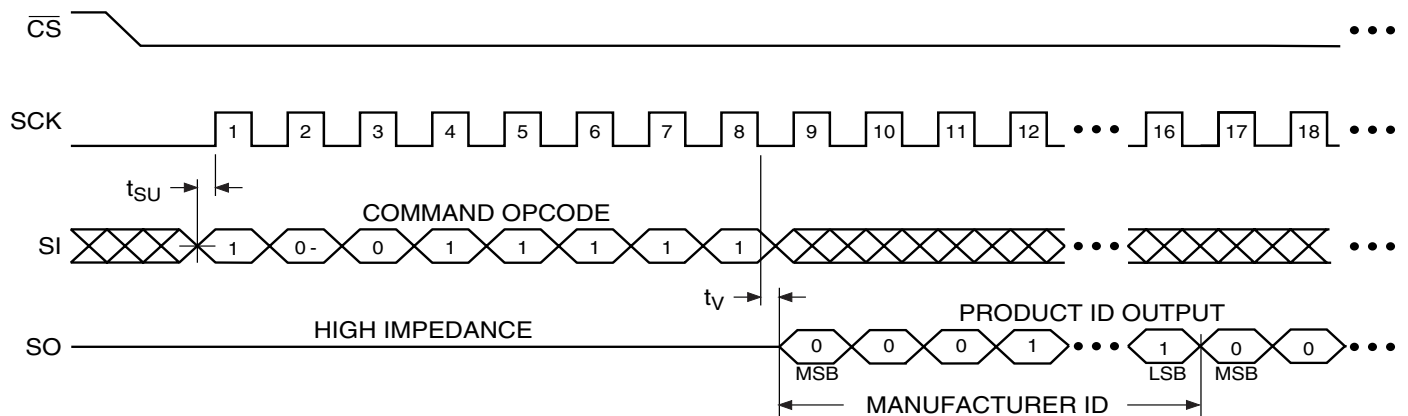 CS
SCK 1 2 3 4 5 6 7 8 9 10 11 12 ••• 16 17 18 •••
tSU
COMMAND OPCODE
SI 1 0- 0 1 1 1 1 1 ••• •••
tV
HIGH IMPEDANCE
PRODUCT ID OUTPUT
SO 0 0 0 1 ••• 1 0 0 •••
MSB LSB MSB
MANUFACTURER ID